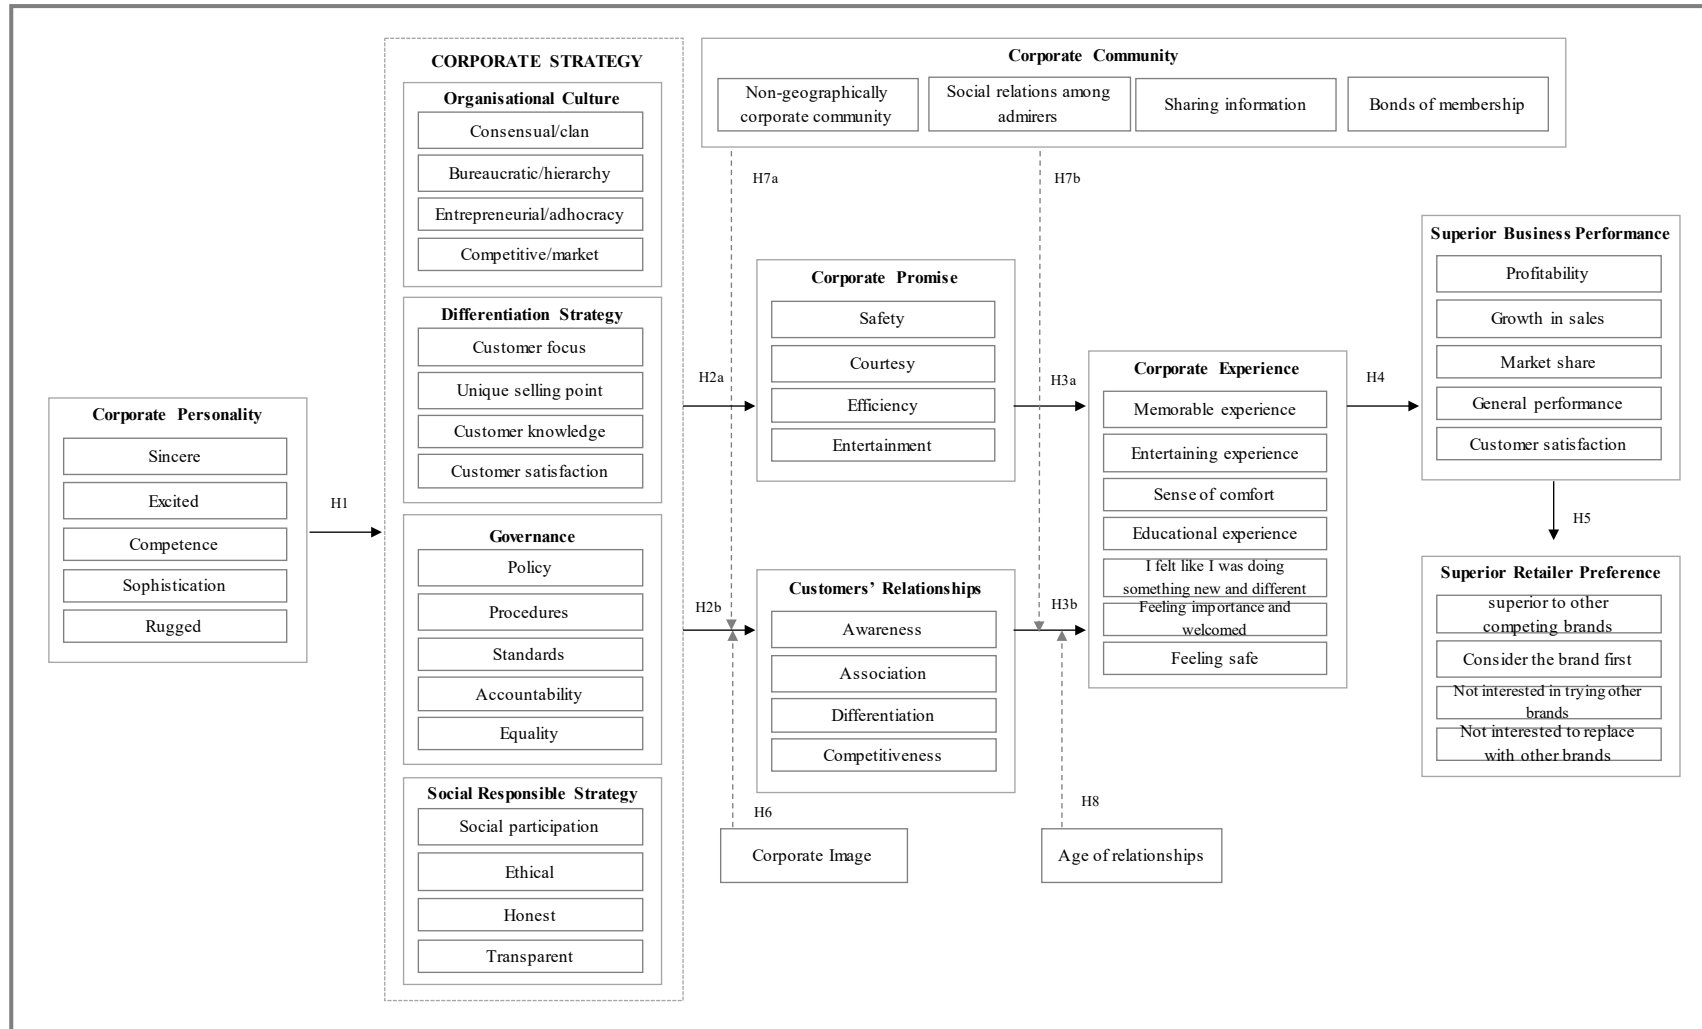 Corporate Personality
Sincere
Excited
Competence
Sophistication
Rugged
H1
CORPORATE STRATEGY
Organisational Culture
Consensual/clan
Bureaucratic/hierarchy
Entrepreneurial/adhocracy
Competitive/market
Differentiation Strategy
Customer focus
Unique selling point
Customer knowledge
Customer satisfaction
Governance
Policy
Procedures
Standards
Accountability
Equality
Social Responsible Strategy
Social participation
Ethical
Honest
Transparent
Corporate Community
Non-geographically
corporate community
Social relations among
admirers
Sharing information
Bonds of membership
H7a
H7b
H2a
H2b
Corporate Promise
Safety
Courtesy
Efficiency
Entertainment
Customers’ Relationships
Awareness
Association
Differentiation
Competitiveness
H6
Corporate Image
H3a
H3b
H8
Age of relationships
Corporate Experience
Memorable experience
Entertaining experience
Sense of comfort
Educational experience
I felt like I was doing
something new and different
Feeling importance and
welcomed
Feeling safe
H4
Superior Business Performance
Profitability
Growth in sales
Market share
General performance
Customer satisfaction
H5
Superior Retailer Preference
superior to other
competing brands
Consider the brand first
Not interested in trying other
brands
Not interested to replace
with other brands